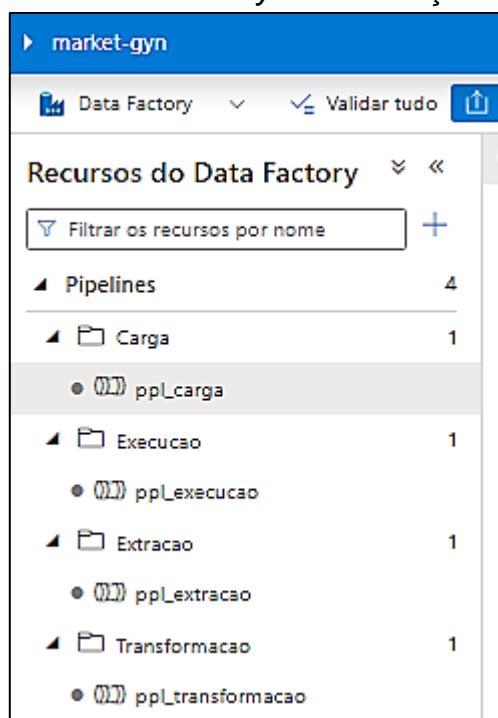 market-gyn
Data Factory Validar tudo
Recursos do Data Factory
Filtrar os recursos por nome
Pipelines 4
Carga 1
ppl_carga
Execucao 1
ppl_execucao
Extracao 1
ppl_extracao
Transformacao 1
ppl_transformacao